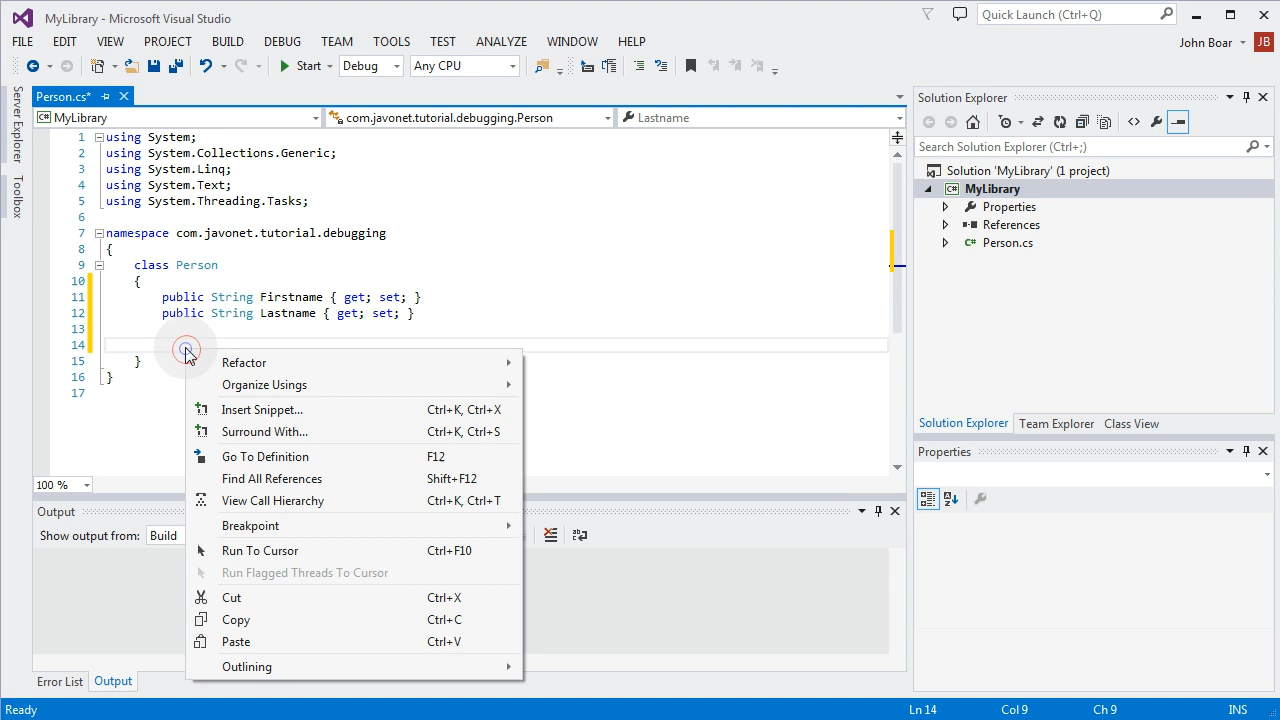 MyLibrary - Microsoft Visual Studio
Quick Launch (Ctrl+Q)
FILE EDIT VIEW PROJECT BUILD DEBUG TEAM TOOLS TEST ANALYZE WINDOW HELP
John Boar JB
Start Debug Any CPU
Server Explorer
Toolbox
Person.cs*
MyLibrary com.javonet.tutorial.debugging.Person Lastname
1 using System;
2 using System.Collections.Generic;
3 using System.Linq;
4 using System.Text;
5 using System.Threading.Tasks;
6
7 namespace com.javonet.tutorial.debugging
8 {
9 class Person
10 {
11 public String Firstname { get; set; }
12 public String Lastname { get; set; }
13
14
15 }
16 }
17
Refactor
Organize Usings
Insert Snippet... Ctrl+K, Ctrl+X
Surround With... Ctrl+K, Ctrl+S
Go To Definition F12
Find All References Shift+F12
View Call Hierarchy Ctrl+K, Ctrl+T
Breakpoint
Run To Cursor Ctrl+F10
Run Flagged Threads To Cursor
Cut Ctrl+X
Copy Ctrl+C
Paste Ctrl+V
Outlining
100 %
Output
Show output from: Build
Error List Output
Solution Explorer
Search Solution Explorer (Ctrl+;)
Solution 'MyLibrary' (1 project)
C# MyLibrary
Properties
References
C# Person.cs
Solution Explorer Team Explorer Class View
Properties
Ready Ln 14 Col 9 Ch 9 INS